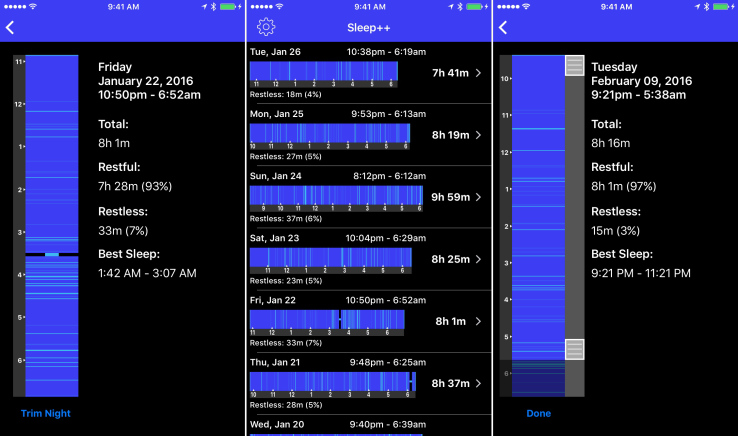 9:41 AM
11
12
1
2
3
4
5
6
Friday
January 22, 2016
10:50pm - 6:52am
Total:
8h 1m
Restful:
7h 28m (93%)
Restless:
33m (7%)
Best Sleep:
1:42 AM - 3:07 AM
Trim Night
9:41 AM
Sleep++
Tue, Jan 26 10:38pm - 6:19am
11 12 1 2 3 4 5 6
7h 41m
Restless: 18m (4%)
Mon, Jan 25 9:53pm - 6:13am
10 11 12 1 2 3 4 5 6
8h 19m
Restless: 27m (5%)
Sun, Jan 24 8:12pm - 6:12am
9 10 11 12 1 2 3 4 5 6
9h 59m
Restless: 37m (6%)
Sat, Jan 23 10:04pm - 6:29am
11 12 1 2 3 4 5 6
8h 25m
Restless: 23m (5%)
Fri, Jan 22 10:50pm - 6:52am
11 12 1 2 3 4 5 6
8h 1m
Restless: 33m (7%)
Thu, Jan 21 9:48pm - 6:25am
10 11 12 1 2 3 4 5 6
8h 37m
Restless: 28m (5%)
Wed, Jan 20 9:40pm - 6:39am
9:41 AM
10
11
12
1
2
3
4
5
6
Tuesday
February 09, 2016
9:21pm - 5:38am
Total:
8h 16m
Restful:
8h 1m (97%)
Restless:
15m (3%)
Best Sleep:
9:21 PM - 11:21 PM
Done